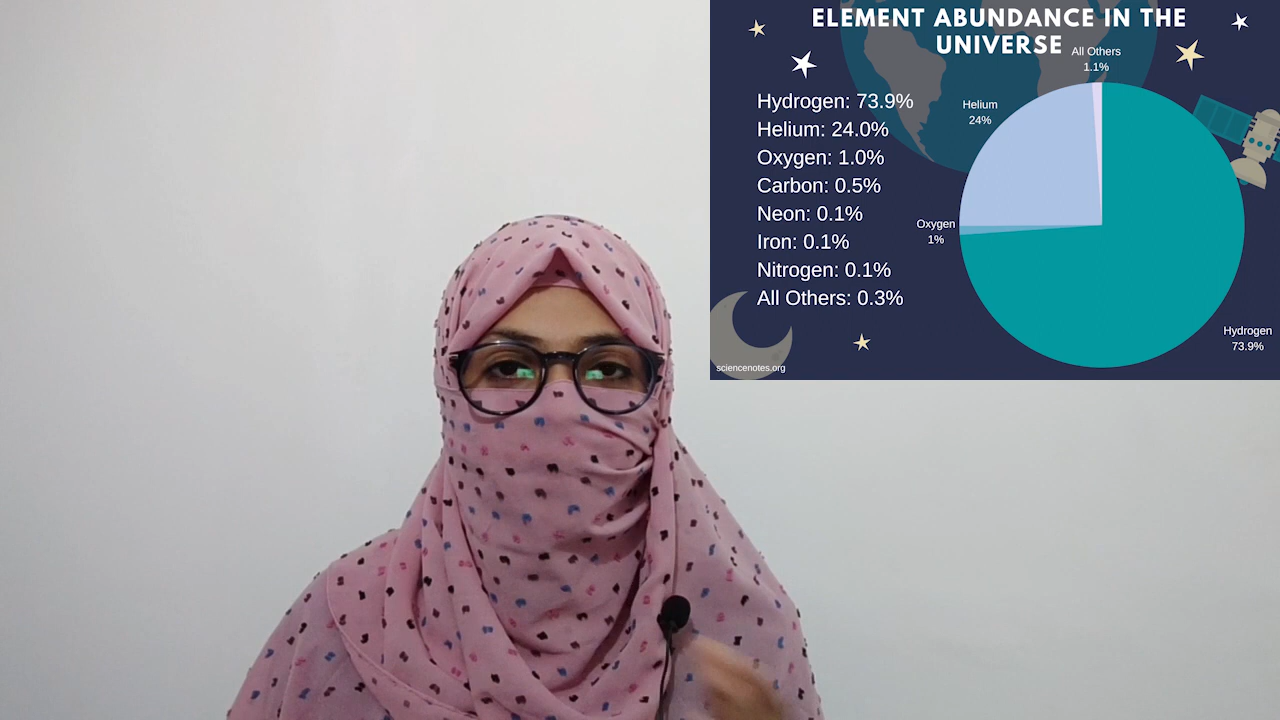 ELEMENT ABUNDANCE IN THE
UNIVERSE
All Others
1.1%
Helium
24%
Hydrogen: 73.9%
Helium: 24.0%
Oxygen: 1.0%
Carbon: 0.5%
Neon: 0.1%
Iron: 0.1%
Nitrogen: 0.1%
All Others: 0.3%
Oxygen
1%
Hydrogen
73.9%
sciencenotes.org